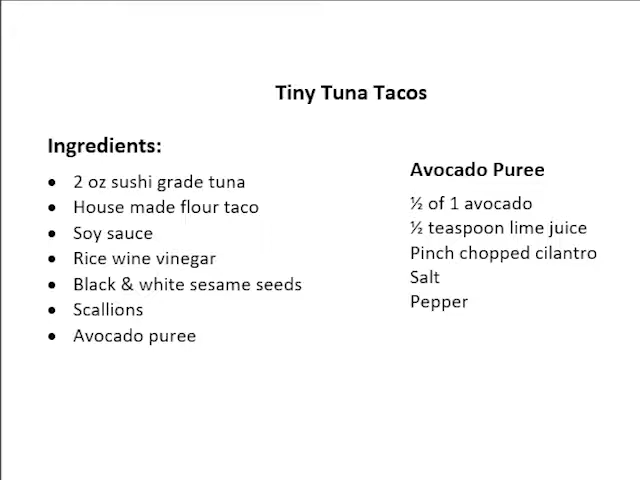 Tiny Tuna Tacos
Ingredients:
• 2 oz sushi grade tuna
• House made flour taco
• Soy sauce
• Rice wine vinegar
• Black & white sesame seeds
• Scallions
• Avocado puree
Avocado Puree
½ of 1 avocado
½ teaspoon lime juice
Pinch chopped cilantro
Salt
Pepper